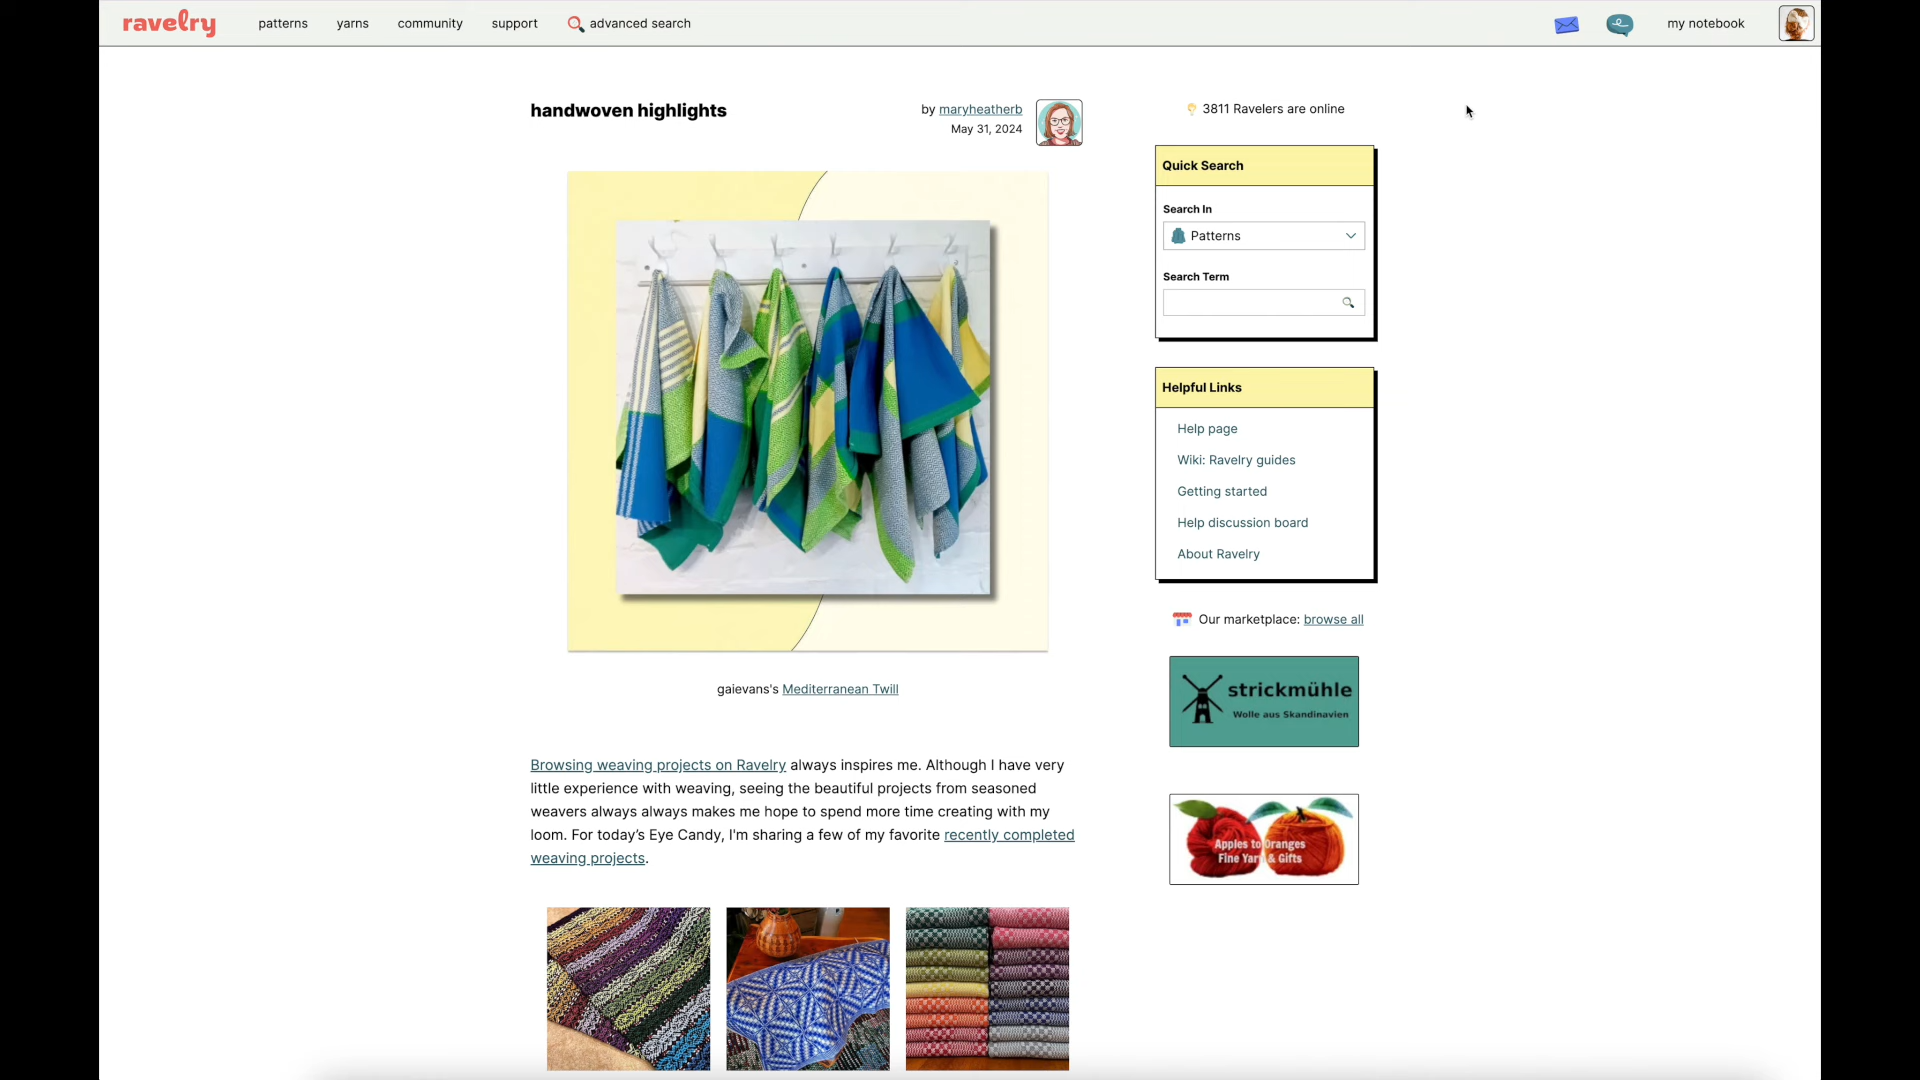 ravelry patterns yarns community support advanced search my notebook
handwoven highlights
by maryheatherb
May 31, 2024
gaievans's Mediterranean Twill
Browsing weaving projects on Ravelry always inspires me. Although I have very
little experience with weaving, seeing the beautiful projects from seasoned
weavers always always makes me hope to spend more time creating with my
loom. For today's Eye Candy, I'm sharing a few of my favorite recently completed
weaving projects.
3811 Ravelers are online
Quick Search
Search In
Patterns
Search Term
Helpful Links
Help page
Wiki: Ravelry guides
Getting started
Help discussion board
About Ravelry
Our marketplace: browse all
strickmühle
Wolle aus Skandinavien
Apples to Oranges
Fine Yarn & Gifts